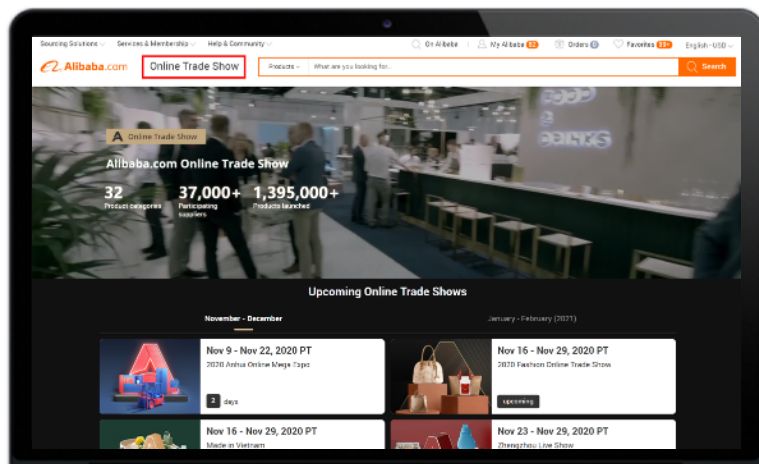 Sourcing Solutions Services & Membership Help & Community On Alibaba My Alibaba 62 Orders 0 Favorites 23+ English-USD
Alibaba.com Online Trade Show Products What are you looking for.. Search
Online Trade Show
Alibaba.com Online Trade Show
32 37,000+ 1,395,000+
Product categories Participating suppliers Products launched
Upcoming Online Trade Shows
November - December January - February (2021)
Nov 9 - Nov 22, 2020 PT
2020 Anhui Online Mega Expo
2 days
Nov 16 - Nov 29, 2020 PT
2020 Fashion Online Trade Show
upcoming
Nov 16 - Nov 29, 2020 PT
Made in Vietnam
Nov 23 - Nov 29, 2020 PT
Zhengzhou Live Show